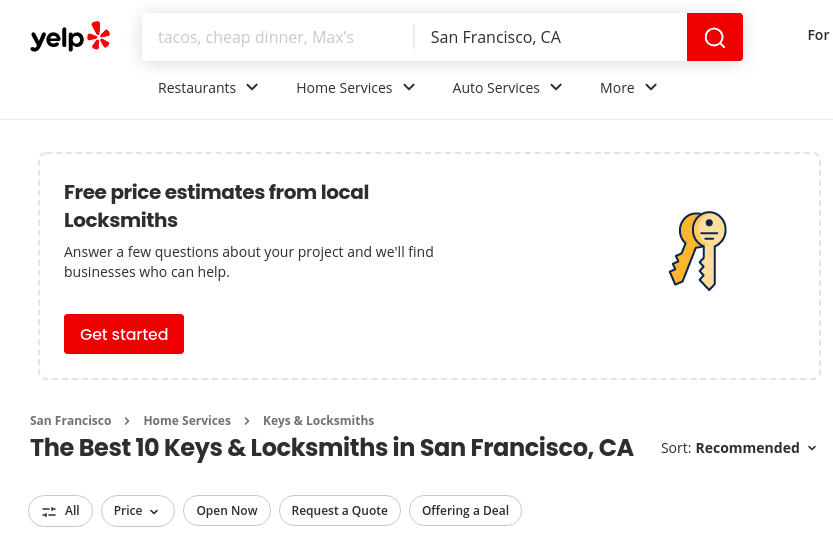 yelp
tacos, cheap dinner, Max's
San Francisco, CA
For
Restaurants
Home Services
Auto Services
More
Free price estimates from local
Locksmiths
Answer a few questions about your project and we'll find
businesses who can help.
Get started
San Francisco > Home Services > Keys & Locksmiths
The Best 10 Keys & Locksmiths in San Francisco, CA
Sort: Recommended
All
Price
Open Now
Request a Quote
Offering a Deal